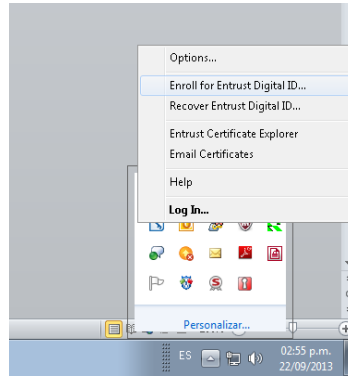 Options...
Enroll for Entrust Digital ID...
Recover Entrust Digital ID...
Entrust Certificate Explorer
Email Certificates
Help
Log In...
Personalizar...
ES
02:55 p.m.
22/09/2013